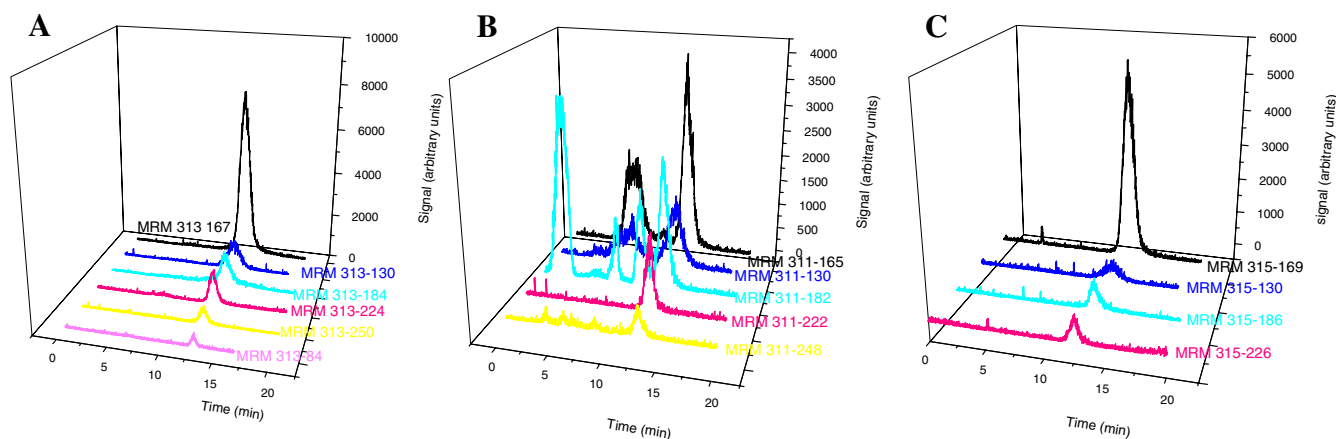 A
10000
8000
6000
4000
2000
0
Signal (arbitrary units)
MRM 313 167
MRM 313-130
MRM 313-184
MRM 313-224
MRM 313-250
MRM 313-84
0
5
10
15
20
Time (min)
B
4000
3500
3000
2500
2000
1500
1000
500
0
Signal (arbitrary units)
MRM 311-165
MRM 311-130
MRM 311-182
MRM 311-222
MRM 311-248
0
5
10
15
20
Time (min)
C
6000
5000
4000
3000
2000
1000
0
signal (arbitrary units)
MRM 315-169
MRM 315-130
MRM 315-186
MRM 315-226
0
5
10
15
20
Time (min)